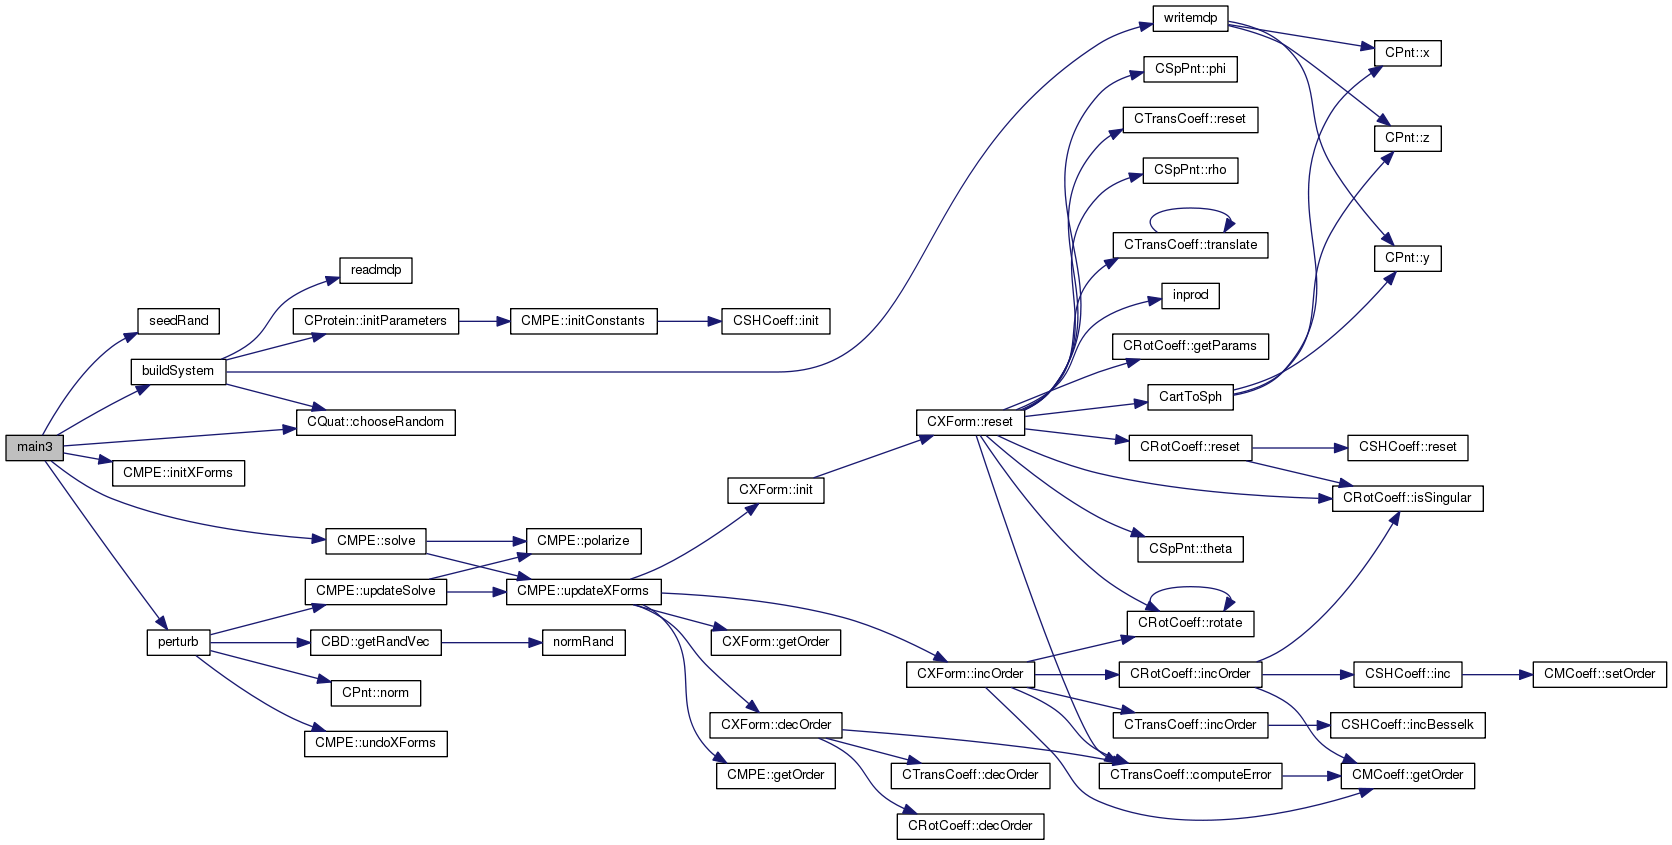 main3
seedRand
buildSystem
CQuat::chooseRandom
CMPE::initXForms
CMPE::solve
perturb
readmdp
CProtein::initParameters
CMPE::initConstants
CSHCoeff::init
CMPE::polarize
CMPE::updateSolve
CMPE::updateXForms
CBD::getRandVec
normRand
CPnt::norm
CMPE::undoXForms
CXForm::init
CXForm::getOrder
CXForm::decOrder
CMPE::getOrder
CXForm::reset
CXForm::incOrder
CTransCoeff::decOrder
CRotCoeff::decOrder
writemdp
CSpPnt::phi
CTransCoeff::reset
CSpPnt::rho
CTransCoeff::translate
inprod
CRotCoeff::getParams
CartToSph
CRotCoeff::reset
CSpPnt::theta
CRotCoeff::rotate
CRotCoeff::incOrder
CTransCoeff::incOrder
CTransCoeff::computeError
CPnt::x
CPnt::z
CPnt::y
CSHCoeff::reset
CRotCoeff::isSingular
CSHCoeff::inc
CSHCoeff::incBesselk
CMCoeff::getOrder
CMCoeff::setOrder